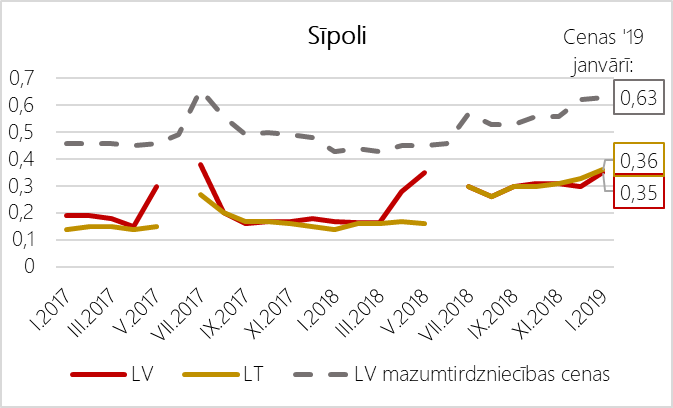 Sīpoli
Cenas '19
janvārī:
0,7
0,6
0,5
0,4
0,3
0,2
0,1
0
0,63
0,36
0,35
I.2017
III.2017
V.2017
VII.2017
IX.2017
XI.2017
I.2018
III.2018
V.2018
VII.2018
IX.2018
XI.2018
I.2019
LV
LT
LV mazumtirdzniecības cenas